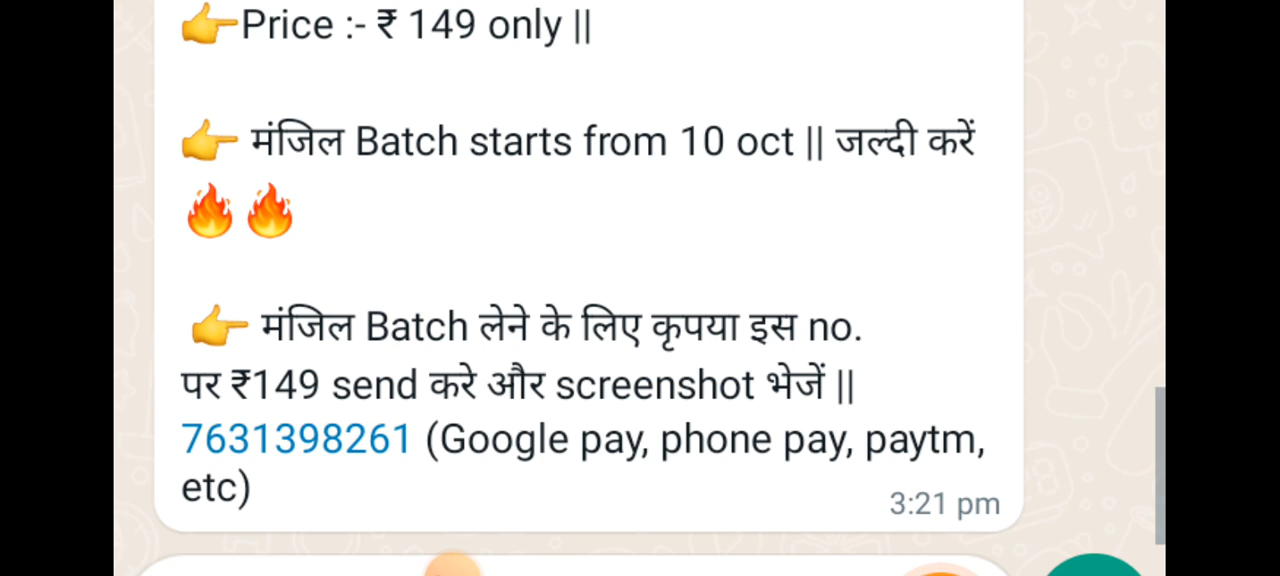 👉Price :- ₹ 149 only ||
👉 मंजिल Batch starts from 10 oct || जल्दी करें
🔥🔥
👉 मंजिल Batch लेने के लिए कृपया इस no.
पर ₹149 send करे और screenshot भेजें ||
7631398261 (Google pay, phone pay, paytm,
etc)
3:21 pm